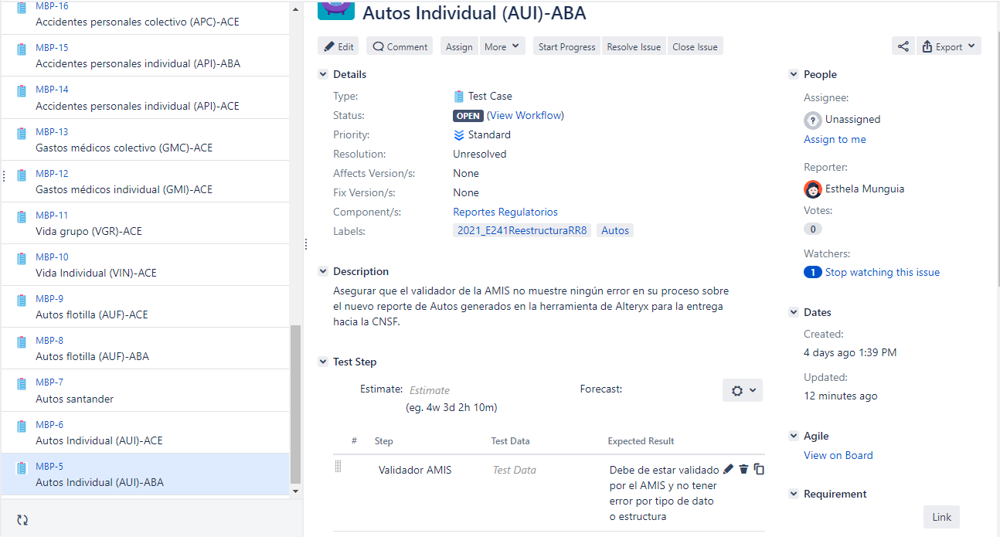 MBP-16
Accidentes personales colectivo (APC)-ACE
MBP-15
Accidentes personales individual (API)-ABA
MBP-14
Accidentes personales individual (API)-ACE
MBP-13
Gastos médicos colectivo (GMC)-ACE
MBP-12
Gastos médicos individual (GMI)-ACE
MBP-11
Vida grupo (VGR)-ACE
MBP-10
Vida Individual (VIN)-ACE
MBP-9
Autos flotilla (AUF)-ACE
MBP-8
Autos flotilla (AUF)-ABA
MBP-7
Autos santander
MBP-6
Autos Individual (AUI)-ACE
MBP-5
Autos Individual (AUI)-ABA
Autos Individual (AUI)-ABA
Edit Comment Assign More Start Progress Resolve Issue Close Issue Export
Details
Type: Test Case
Status: OPEN (View Workflow)
Priority: Standard
Resolution: Unresolved
Affects Version/s: None
Fix Version/s: None
Component/s: Reportes Regulatorios
Labels: 2021_E241ReestructuraRR8 Autos
Description
Asegurar que el validador de la AMIS no muestre ningún error en su proceso sobre
el nuevo reporte de Autos generados en la herramienta de Alteryx para la entrega
hacia la CNSF.
Test Step
Estimate: Estimate Forecast:
(eg. 4w 3d 2h 10m)
# Step Test Data Expected Result
Validador AMIS Test Data Debe de estar validado
por el AMIS y no tener
error por tipo de dato
o estructura
People
Assignee:
? Unassigned
Assign to me
Reporter:
Esthela Munguia
Votes:
0
Watchers:
1 Stop watching this issue
Dates
Created:
4 days ago 1:39 PM
Updated:
12 minutes ago
Agile
View on Board
Requirement
Link